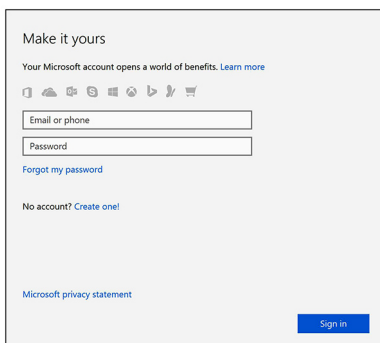 Make it yours
Your Microsoft account opens a world of benefits. Learn more
Email or phone
Password
Forgot my password
No account? Create one!
Microsoft privacy statement
Sign in